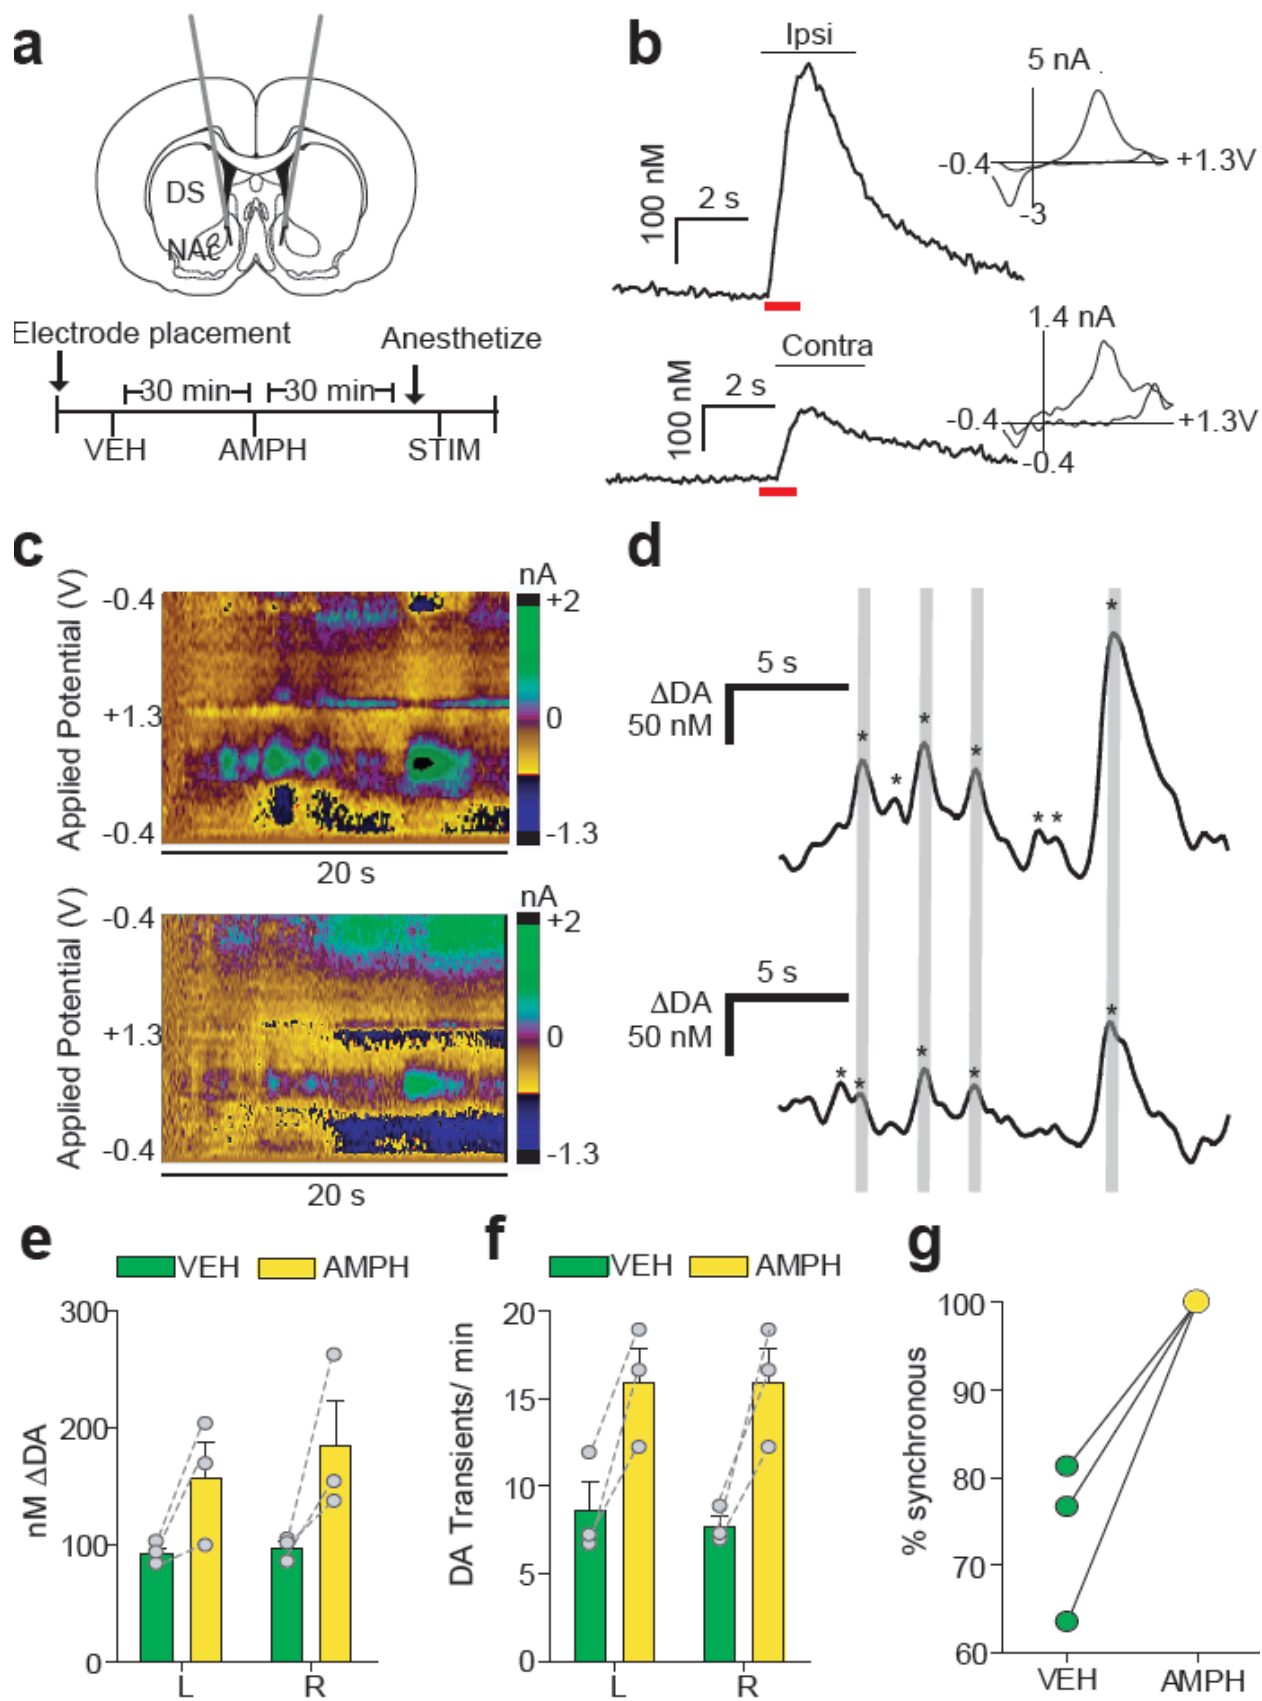 a
DS
NAc
Electrode placement
Anesthetize
30 min
30 min
VEH
AMPH
STIM
b
Ipsi
100 nM
2 s
5 nA
-0.4
+1.3V
-3
Contra
100 nM
2 s
1.4 nA
-0.4
+1.3V
-0.4
c
Applied Potential (V)
-0.4
+1.3
-0.4
20 s
nA
+2
0
-1.3
Applied Potential (V)
-0.4
+1.3
-0.4
20 s
nA
+2
0
-1.3
d
5 s
ΔDA
50 nM
*
*
*
*
* *
*
5 s
ΔDA
50 nM
* *
*
*
*
e
VEH
AMPH
nM ΔDA
300
200
100
0
L
R
f
VEH
AMPH
DA Transients/ min
20
15
10
5
0
L
R
g
% synchronous
100
90
80
70
60
VEH
AMPH